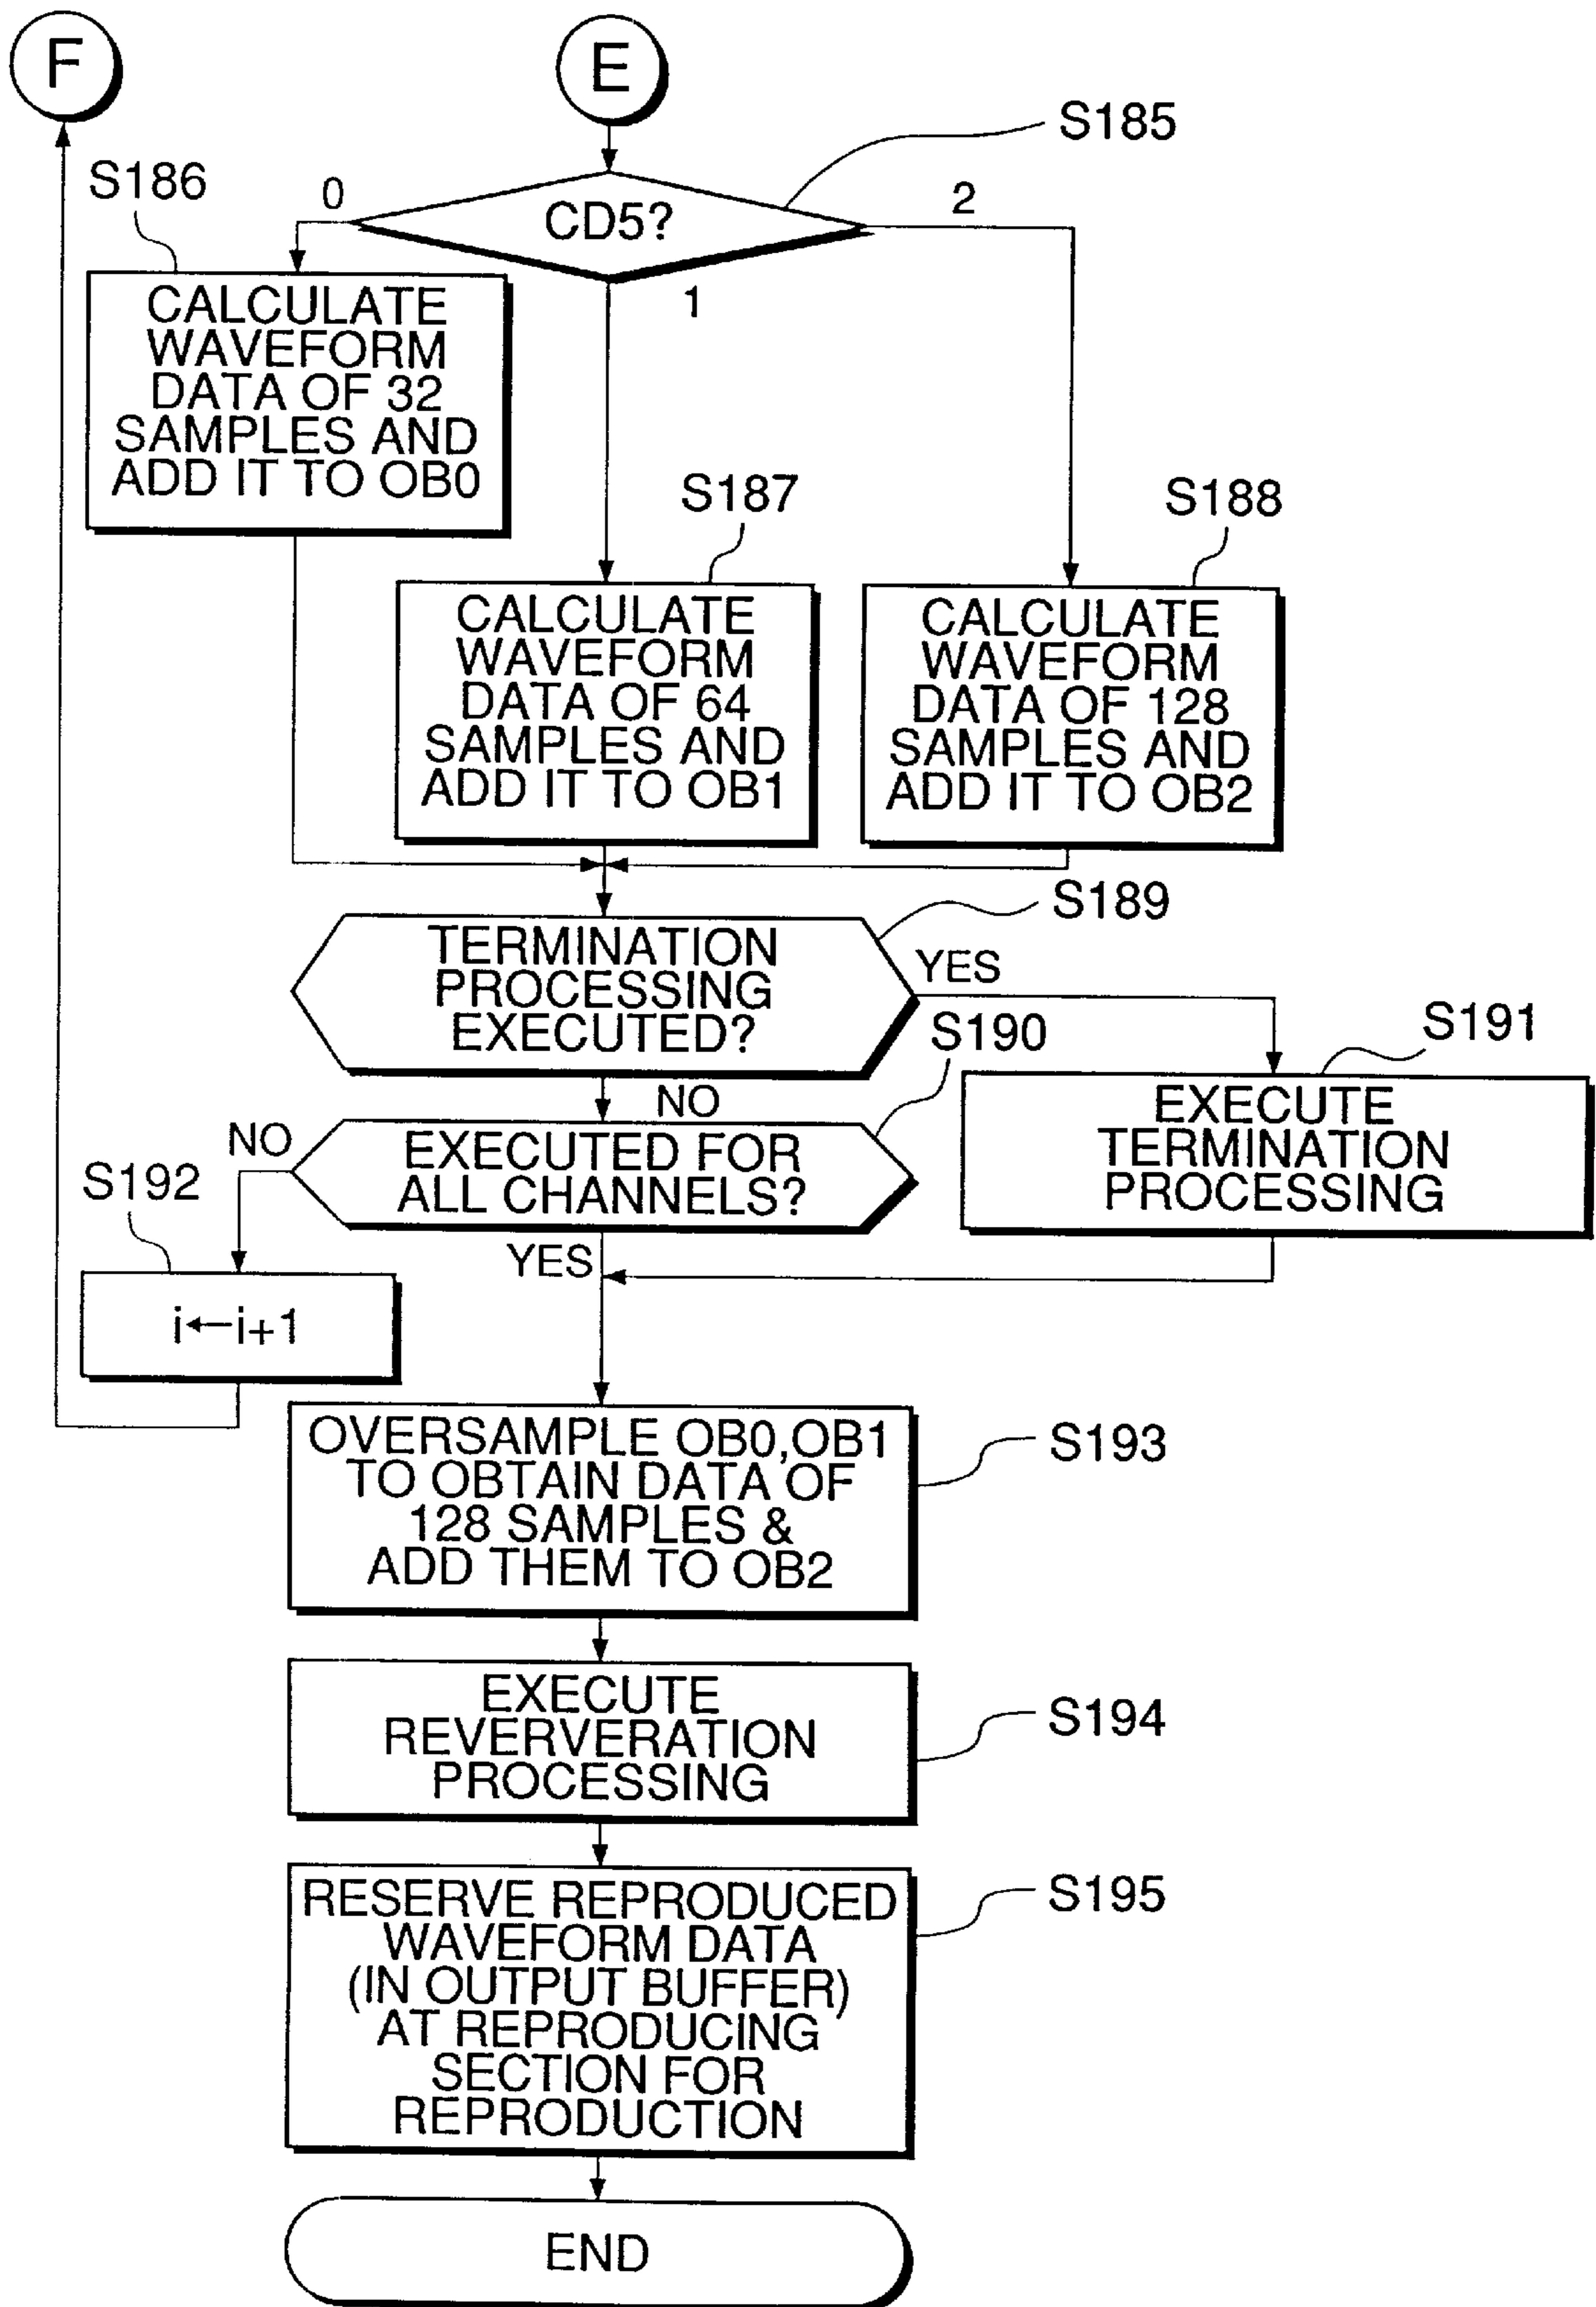 F
E
S185
S186
0
CD5?
2
1
CALCULATE
WAVEFORM
DATA OF 32
SAMPLES AND
ADD IT TO OB0
S187
CALCULATE
WAVEFORM
DATA OF 64
SAMPLES AND
ADD IT TO OB1
S188
CALCULATE
WAVEFORM
DATA OF 128
SAMPLES AND
ADD IT TO OB2
S189
TERMINATION
PROCESSING
EXECUTED?
YES
NO
S190
S191
EXECUTE
TERMINATION
PROCESSING
EXECUTED FOR
ALL CHANNELS?
NO
YES
S192
i←i+1
OVERSAMPLE OB0,OB1
TO OBTAIN DATA OF
128 SAMPLES &
ADD THEM TO OB2
S193
EXECUTE
REVERVERATION
PROCESSING
S194
RESERVE REPRODUCED
WAVEFORM DATA
(IN OUTPUT BUFFER)
AT REPRODUCING
SECTION FOR
REPRODUCTION
S195
END